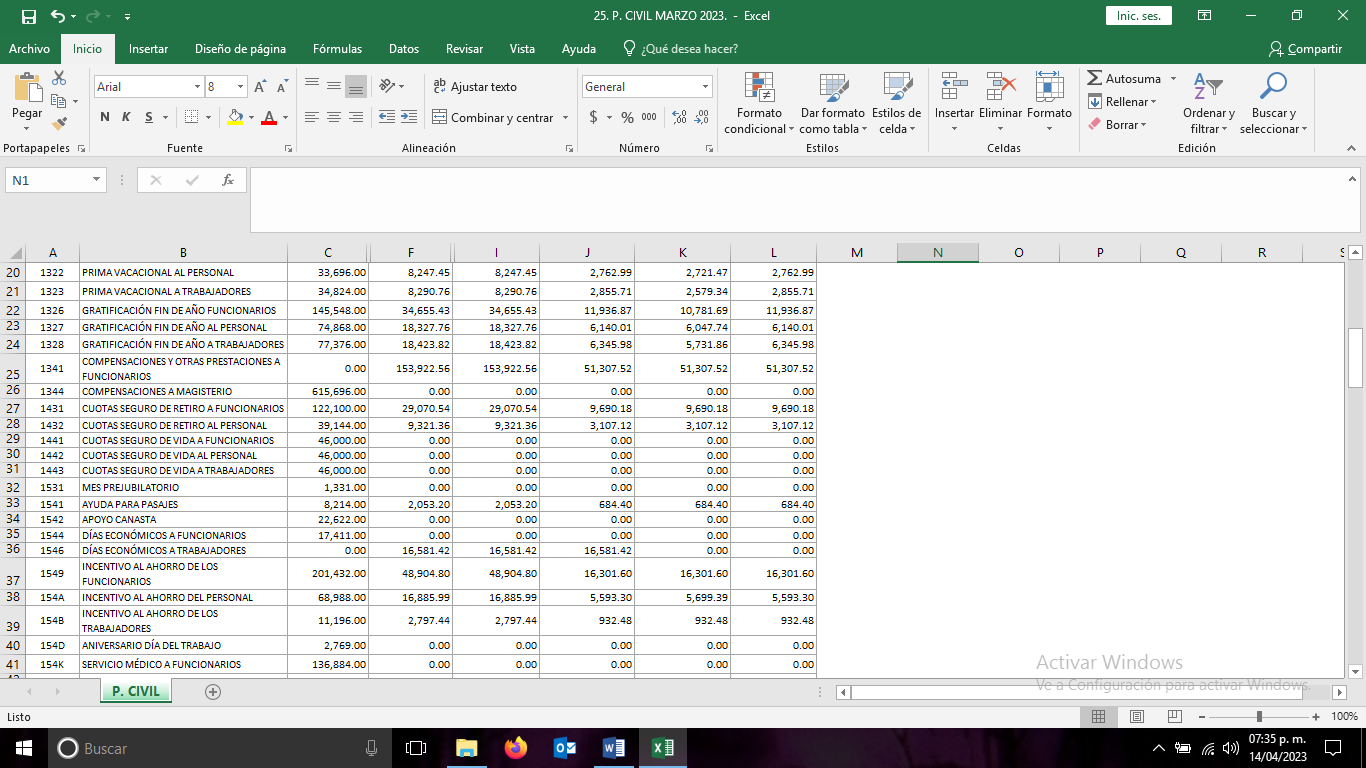 25. P. CIVIL MARZO 2023. - Excel
Inic. ses.
Archivo Inicio Insertar Diseño de página Fórmulas Datos Revisar Vista Ayuda ¿Qué desea hacer? Compartir
Arial 8 ab Ajustar texto General Autosuma
Pegar Formato condicional Dar formato como tabla Estilos de celda Insertar Eliminar Formato Rellenar Ordenar y filtrar Buscar y seleccionar
N K S Combinar y centrar $ % 000 Borrar
Portapapeles Fuente Alineación Número Estilos Celdas Edición
N1 fx
A B C F I J K L M N O P Q R
20 1322 PRIMA VACACIONAL AL PERSONAL 33,696.00 8,247.45 8,247.45 2,762.99 2,721.47 2,762.99
21 1323 PRIMA VACACIONAL A TRABAJADORES 34,824.00 8,290.76 8,290.76 2,855.71 2,579.34 2,855.71
22 1326 GRATIFICACIÓN FIN DE AÑO FUNCIONARIOS 145,548.00 34,655.43 34,655.43 11,936.87 10,781.69 11,936.87
23 1327 GRATIFICACIÓN FIN DE AÑO AL PERSONAL 74,868.00 18,327.76 18,327.76 6,140.01 6,047.74 6,140.01
24 1328 GRATIFICACIÓN FIN DE AÑO A TRABAJADORES 77,376.00 18,423.82 18,423.82 6,345.98 5,731.86 6,345.98
25 1341 COMPENSACIONES Y OTRAS PRESTACIONES A FUNCIONARIOS 0.00 153,922.56 153,922.56 51,307.52 51,307.52 51,307.52
26 1344 COMPENSACIONES A MAGISTERIO 615,696.00 0.00 0.00 0.00 0.00 0.00
27 1431 CUOTAS SEGURO DE RETIRO A FUNCIONARIOS 122,100.00 29,070.54 29,070.54 9,690.18 9,690.18 9,690.18
28 1432 CUOTAS SEGURO DE RETIRO AL PERSONAL 39,144.00 9,321.36 9,321.36 3,107.12 3,107.12 3,107.12
29 1441 CUOTAS SEGURO DE VIDA A FUNCIONARIOS 46,000.00 0.00 0.00 0.00 0.00 0.00
30 1442 CUOTAS SEGURO DE VIDA AL PERSONAL 46,000.00 0.00 0.00 0.00 0.00 0.00
31 1443 CUOTAS SEGURO DE VIDA A TRABAJADORES 46,000.00 0.00 0.00 0.00 0.00 0.00
32 1531 MES PREJUBILATORIO 1,331.00 0.00 0.00 0.00 0.00 0.00
33 1541 AYUDA PARA PASAJES 8,214.00 2,053.20 2,053.20 684.40 684.40 684.40
34 1542 APOYO CANASTA 22,622.00 0.00 0.00 0.00 0.00 0.00
35 1544 DÍAS ECONÓMICOS A FUNCIONARIOS 17,411.00 0.00 0.00 0.00 0.00 0.00
36 1546 DÍAS ECONÓMICOS A TRABAJADORES 0.00 16,581.42 16,581.42 16,581.42 0.00 0.00
37 1549 INCENTIVO AL AHORRO DE LOS FUNCIONARIOS 201,432.00 48,904.80 48,904.80 16,301.60 16,301.60 16,301.60
38 154A INCENTIVO AL AHORRO DEL PERSONAL 68,988.00 16,885.99 16,885.99 5,593.30 5,699.39 5,593.30
39 154B INCENTIVO AL AHORRO DE LOS TRABAJADORES 11,196.00 2,797.44 2,797.44 932.48 932.48 932.48
40 154D ANIVERSARIO DÍA DEL TRABAJO 2,769.00 0.00 0.00 0.00 0.00 0.00
41 154K SERVICIO MÉDICO A FUNCIONARIOS 136,884.00 0.00 0.00 0.00 0.00 0.00
Activar Windows
Ve a Configuración para activar Windows.
P. CIVIL
Listo 100%
Buscar
07:35 p. m.
14/04/2023